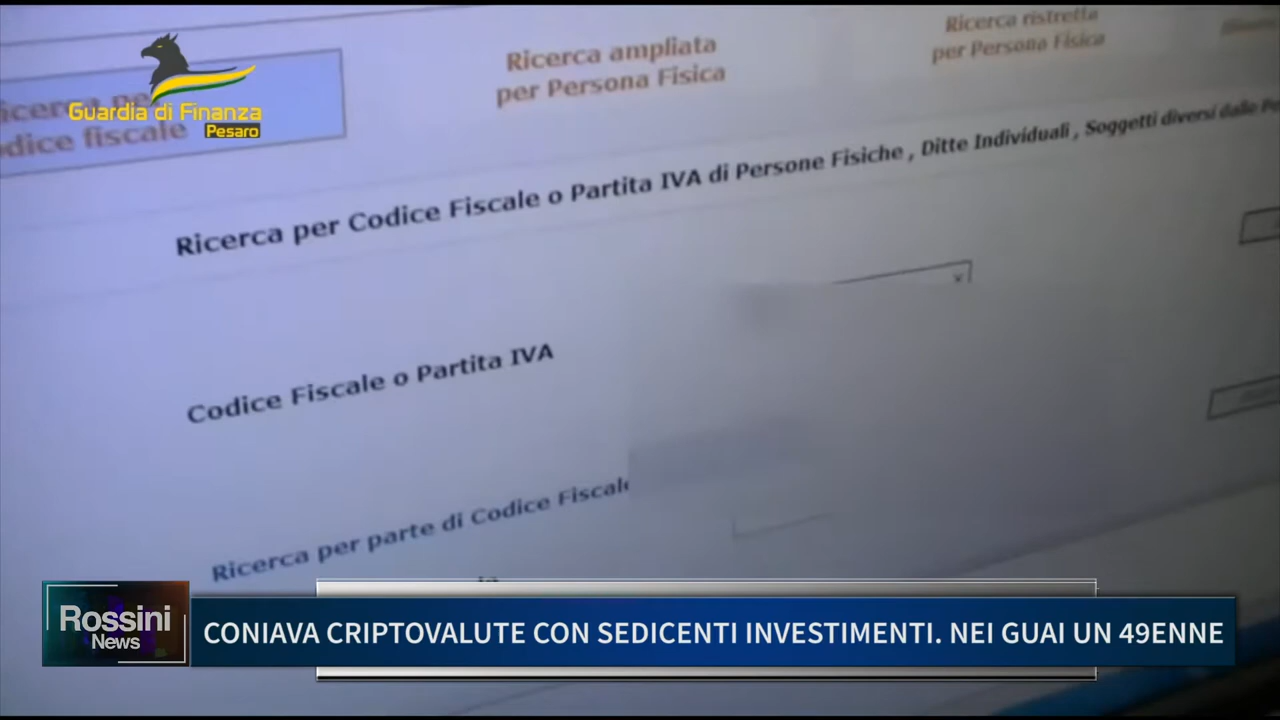 Ricerca ampliata
per Persona Fisica
Ricerca ristretta
per Persona Fisica
Guardia di Finanza
Pesaro
fiscale
Ricerca per Codice Fiscale o Partita IVA di Persone Fisiche , Ditte Individuali , Soggetti diversi dalle
Codice Fiscale o Partita IVA
Ricerca per parte di Codice Fiscale
Rossini
News
CONIAVA CRIPTOVALUTE CON SEDICENTI INVESTIMENTI. NEI GUAI UN 49ENNE